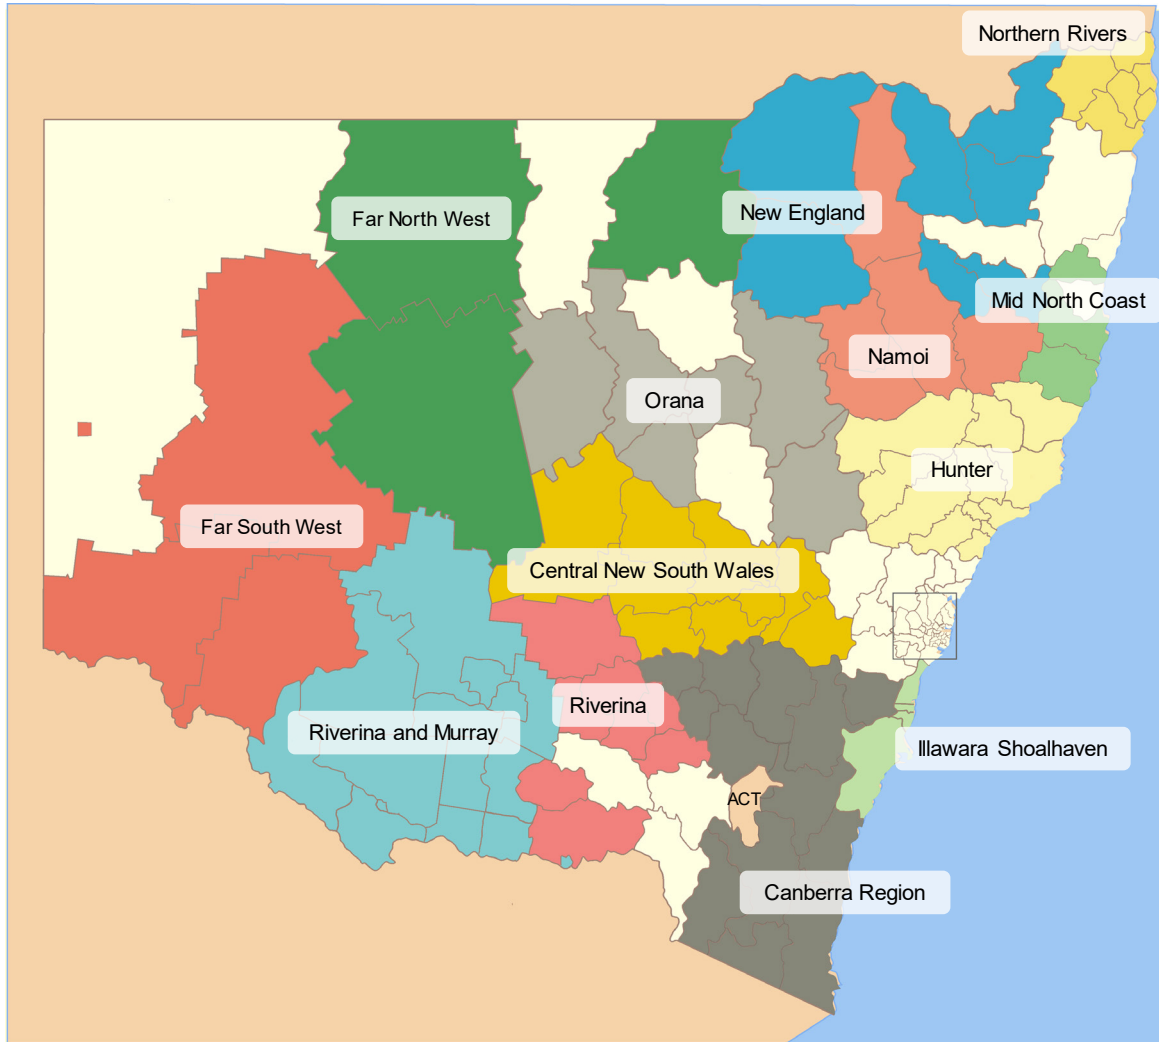 Northern Rivers
New England
Far North West
Mid North Coast
Namoi
Orana
Hunter
Far South West
Central New South Wales
Riverina
Riverina and Murray
Illawara Shoalhaven
ACT
Canberra Region